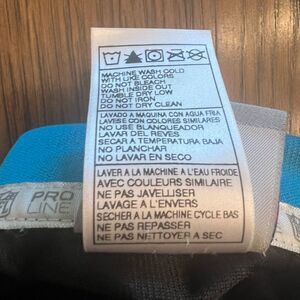 MACHINE WASH COLD
WITH LIKE COLORS
DO NOT BLEACH
WASH INSIDE OUT
TUMBLE DRY LOW
DO NOT IRON
DO NOT DRY CLEAN
LAVADO A MAQUINA CON AGUA FRIA
LAVESE CON COLORES SIMILARES
NO USE BLANQUEADOR
LAVAR DEL REVES
SECAR A TEMPERATURA BAJA
NO PLANCHAR
NO LAVAR EN SECO
LAVER A LA MACHINE A L'EAU FROIDE
AVEC COULEURS SIMILAIRE
NE PAS JAVELLISER
LAVAGE A L'ENVERS
SECHER A LA MACHINE CYCLE BAS
NE PAS REPASSER
NE PAS NETTOYER A SEC
PRO
LINE